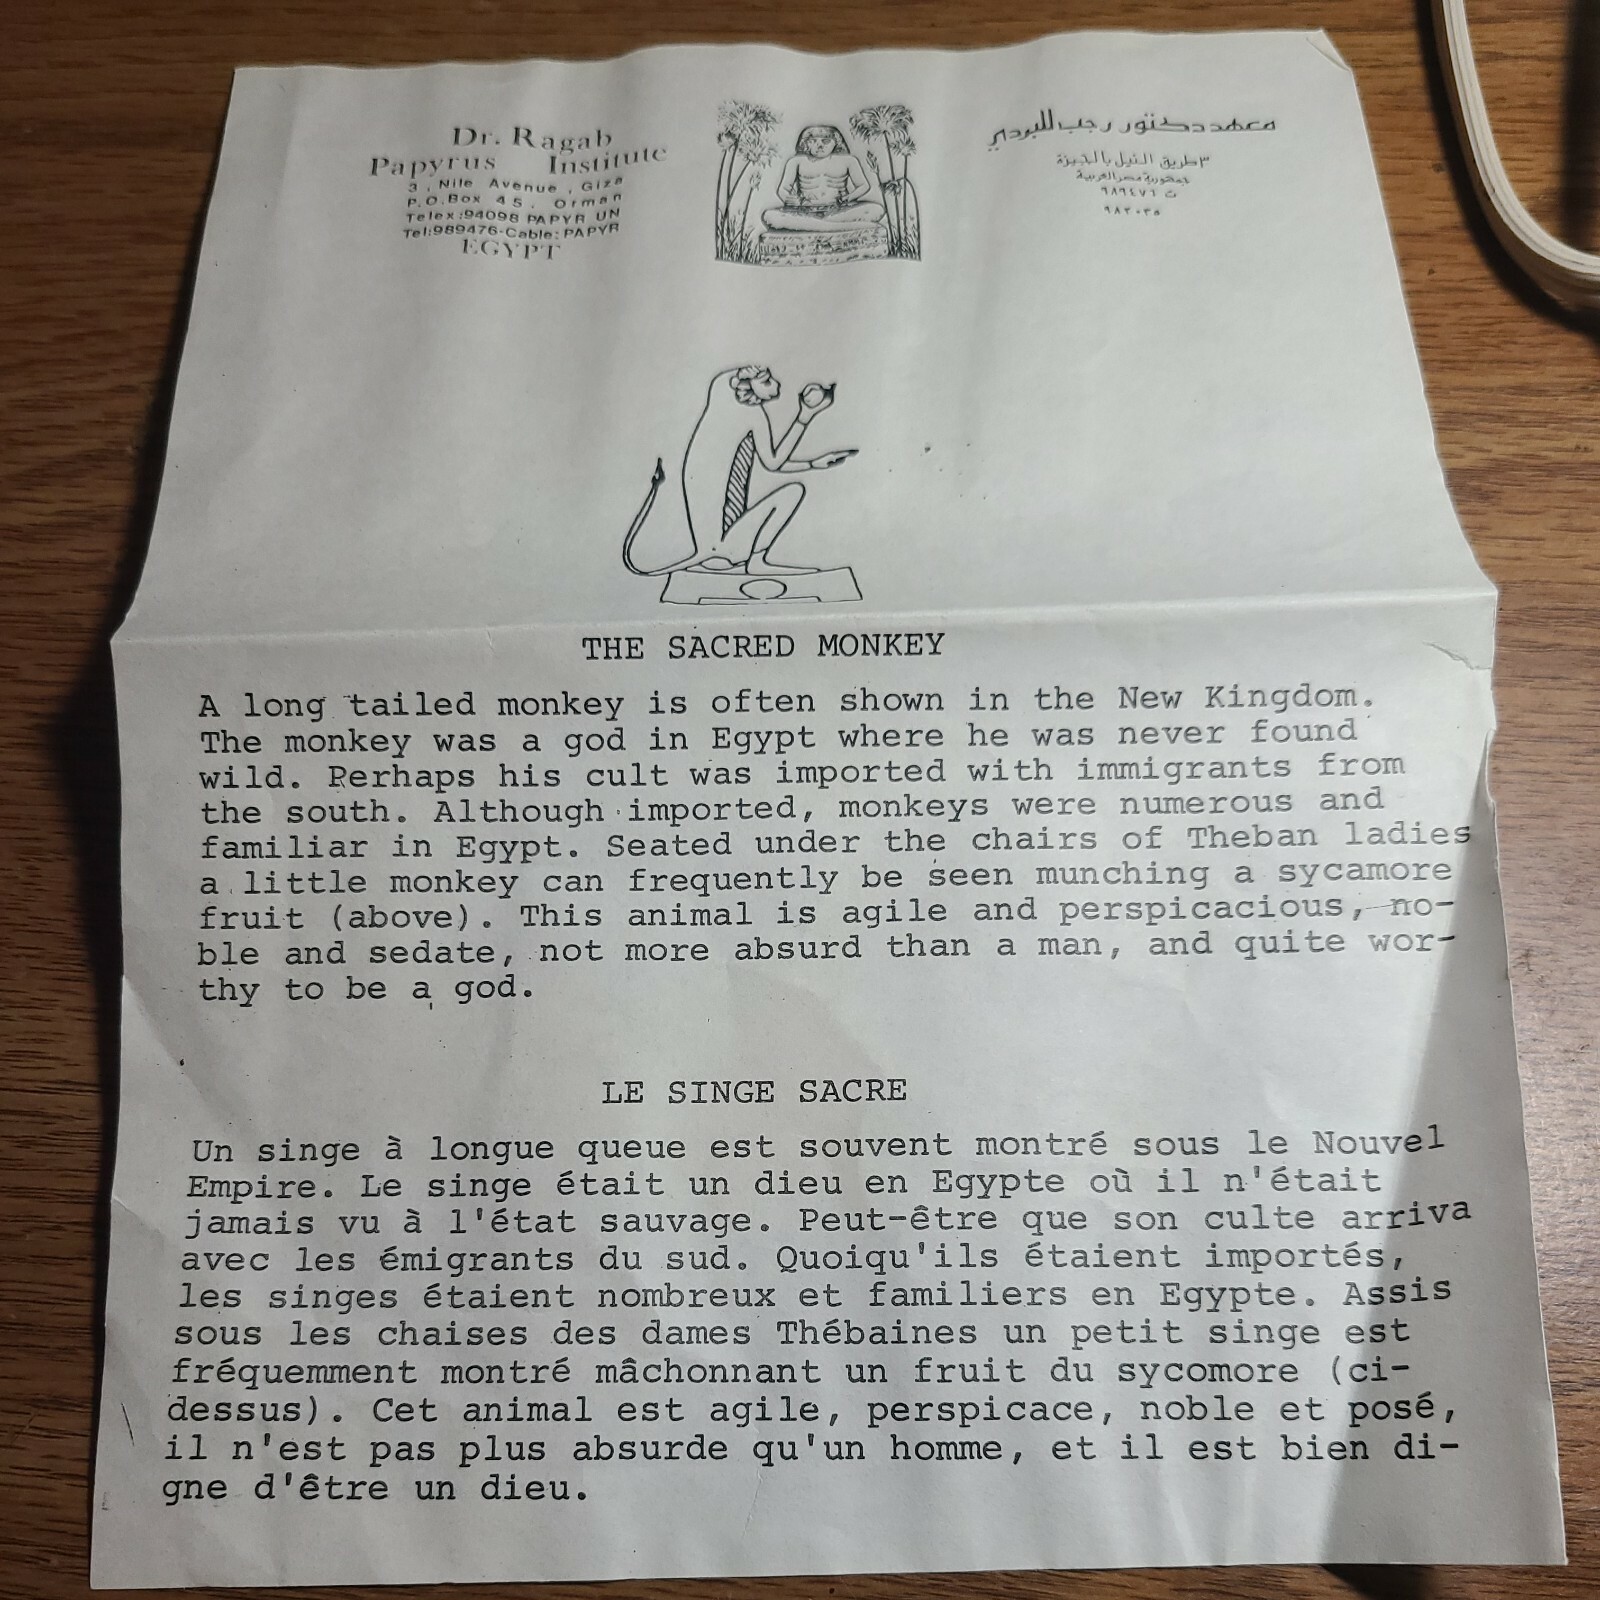 Dr. Ragab
Papyrus Institute
3, Nile Avenue, Giza
P.O.Box 45, Orman
Telex:94098 PAPYR UN
Tel:989476-Cable:PAPYR
EGYPT
معهد دكتور رجب للبردي
٣ طريق النيل بالجيزة
جمهورية مصر العربية
ت ٩٨٩٤٧٦
٩٨٢٠٣٥
THE SACRED MONKEY
A long tailed monkey is often shown in the New Kingdom.
The monkey was a god in Egypt where he was never found
wild. Perhaps his cult was imported with immigrants from
the south. Although imported, monkeys were numerous and
familiar in Egypt. Seated under the chairs of Theban ladies
a little monkey can frequently be seen munching a sycamore
fruit (above). This animal is agile and perspicacious, no-
ble and sedate, not more absurd than a man, and quite wor-
thy to be a god.
LE SINGE SACRE
Un singe à longue queue est souvent montré sous le Nouvel
Empire. Le singe était un dieu en Egypte où il n'était
jamais vu à l'état sauvage. Peut-être que son culte arriva
avec les émigrants du sud. Quoiqu'ils étaient importés,
les singes étaient nombreux et familiers en Egypte. Assis
sous les chaises des dames Thébaines un petit singe est
fréquemment montré mâchonnant un fruit du sycomore (ci-
dessus). Cet animal est agile, perspicace, noble et posé,
il n'est pas plus absurde qu'un homme, et il est bien di-
gne d'être un dieu.